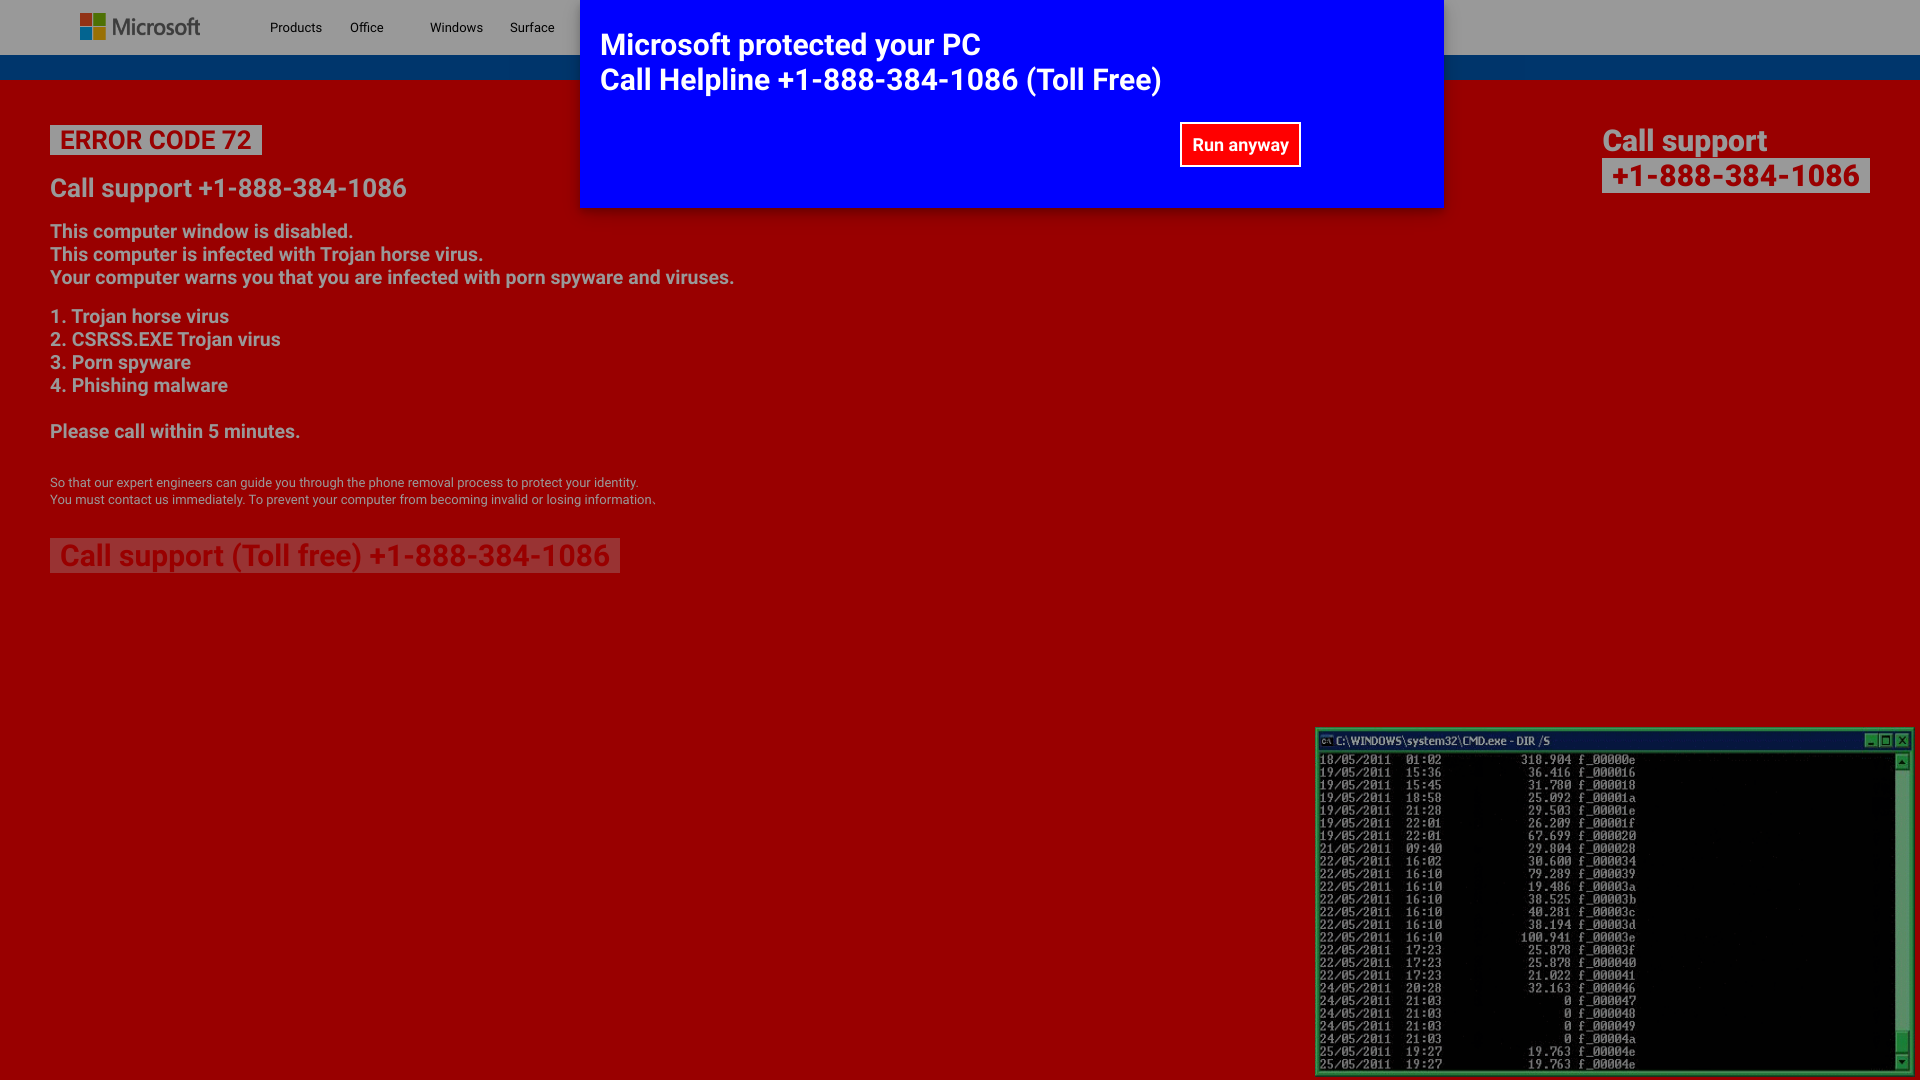 Microsoft
Products
Office
Windows
Surface
Microsoft protected your PC
Call Helpline +1-888-384-1086 (Toll Free)
Run anyway
ERROR CODE 72
Call support +1-888-384-1086
This computer window is disabled.
This computer is infected with Trojan horse virus.
Your computer warns you that you are infected with porn spyware and viruses.
1. Trojan horse virus
2. CSRSS.EXE Trojan virus
3. Porn spyware
4. Phishing malware
Please call within 5 minutes.
So that our expert engineers can guide you through the phone removal process to protect your identity.
You must contact us immediately. To prevent your computer from becoming invalid or losing information、
Call support (Toll free) +1-888-384-1086
Call support
+1-888-384-1086
C:\WINDOWS\system32\CMD.exe - DIR /S
18/05/2011 01:02 318.904 f_00000e
19/05/2011 15:36 36.416 f_000016
19/05/2011 15:45 31.780 f_000018
19/05/2011 18:58 25.092 f_00001a
19/05/2011 21:28 29.503 f_00001e
19/05/2011 22:01 26.209 f_00001f
19/05/2011 22:01 67.699 f_000020
21/05/2011 09:40 29.804 f_000028
22/05/2011 16:02 30.600 f_000034
22/05/2011 16:10 79.289 f_000039
22/05/2011 16:10 19.486 f_00003a
22/05/2011 16:10 38.525 f_00003b
22/05/2011 16:10 40.281 f_00003c
22/05/2011 16:10 38.194 f_00003d
22/05/2011 16:10 100.941 f_00003e
22/05/2011 17:23 25.878 f_00003f
22/05/2011 17:23 25.878 f_000040
22/05/2011 17:23 21.022 f_000041
24/05/2011 20:28 32.163 f_000046
24/05/2011 21:03 0 f_000047
24/05/2011 21:03 0 f_000048
24/05/2011 21:03 0 f_000049
24/05/2011 21:03 0 f_00004a
25/05/2011 19:27 19.763 f_00004e
25/05/2011 19:27 19.763 f_00004e